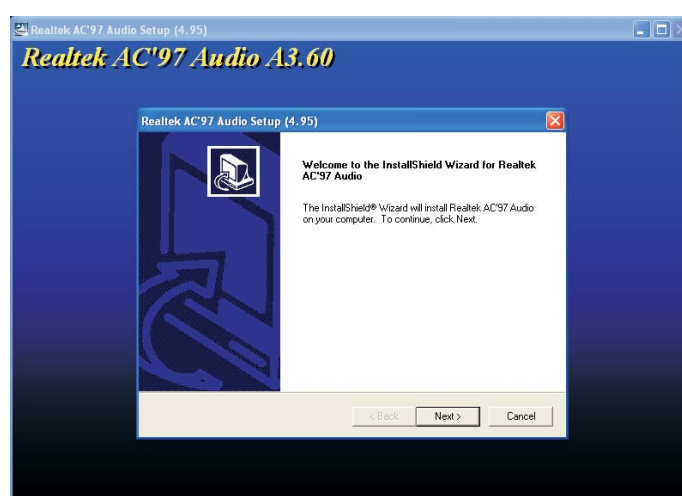 Realtek AC'97 Audio Setup (4.95)
Realtek AC'97 Audio A3.60
Realtek AC'97 Audio Setup (4.95)
Welcome to the InstallShield Wizard for Realtek
AC'97 Audio
The InstallShield® Wizard will install Realtek AC'97 Audio
on your computer. To continue, click Next.
< Back Next > Cancel